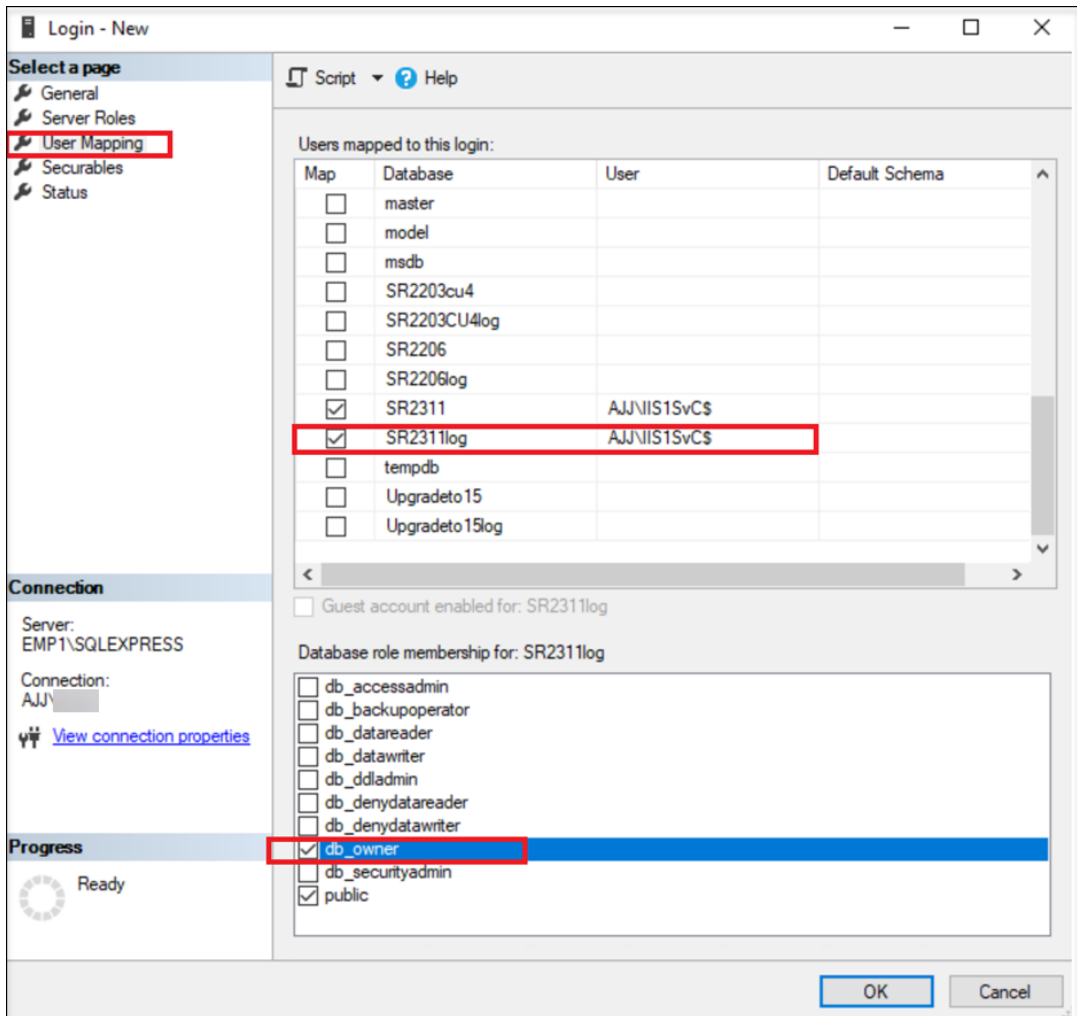 Login - New
Select a page
General
Server Roles
User Mapping
Securables
Status
Script Help
Users mapped to this login:
Map Database User Default Schema
master
model
msdb
SR2203cu4
SR2203CU4log
SR2206
SR2206log
SR2311 AJJ\IIS1SvC$
SR2311log AJJ\IIS1SvC$
tempdb
Upgradeto15
Upgradeto15log
Guest account enabled for: SR2311log
Database role membership for: SR2311log
db_accessadmin
db_backupoperator
db_datareader
db_datawriter
db_ddladmin
db_denydatareader
db_denydatawriter
db_owner
db_securityadmin
public
Connection
Server:
EMP1\SQLEXPRESS
Connection:
AJJ\
View connection properties
Progress
Ready
OK Cancel